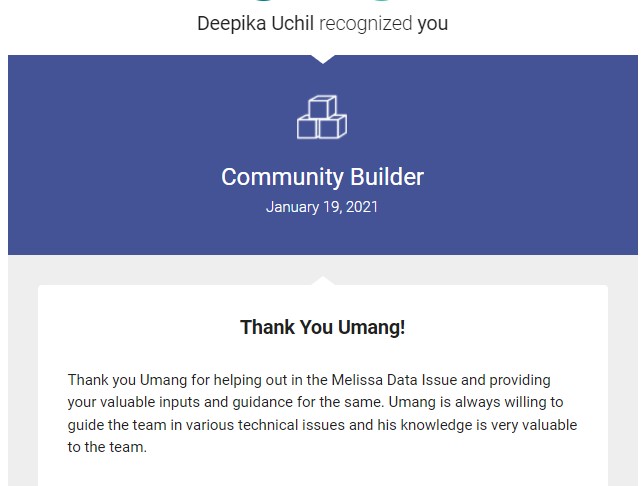 Deepika Uchil recognized you
Community Builder
January 19, 2021
Thank You Umang!
Thank you Umang for helping out in the Melissa Data Issue and providing
your valuable inputs and guidance for the same. Umang is always willing to
guide the team in various technical issues and his knowledge is very valuable
to the team.